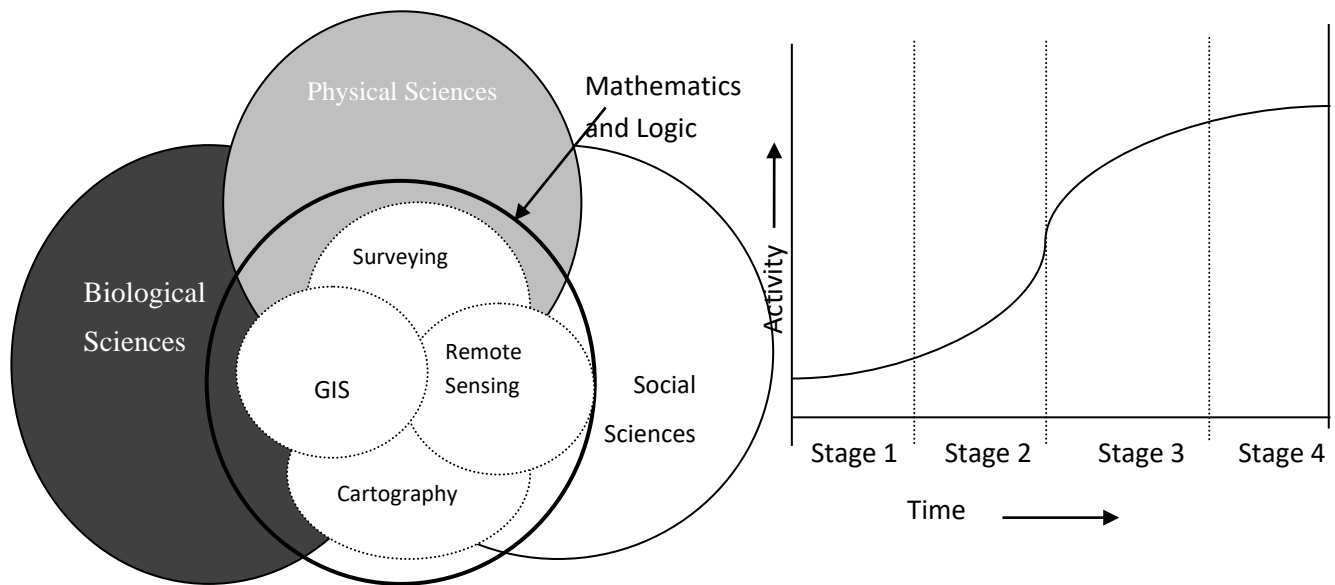 Physical Sciences
Mathematics
and Logic
Surveying
Biological
Sciences
Remote
Sensing
GIS
Social
Sciences
Cartography
Activity
Stage 1
Stage 2
Stage 3
Stage 4
Time